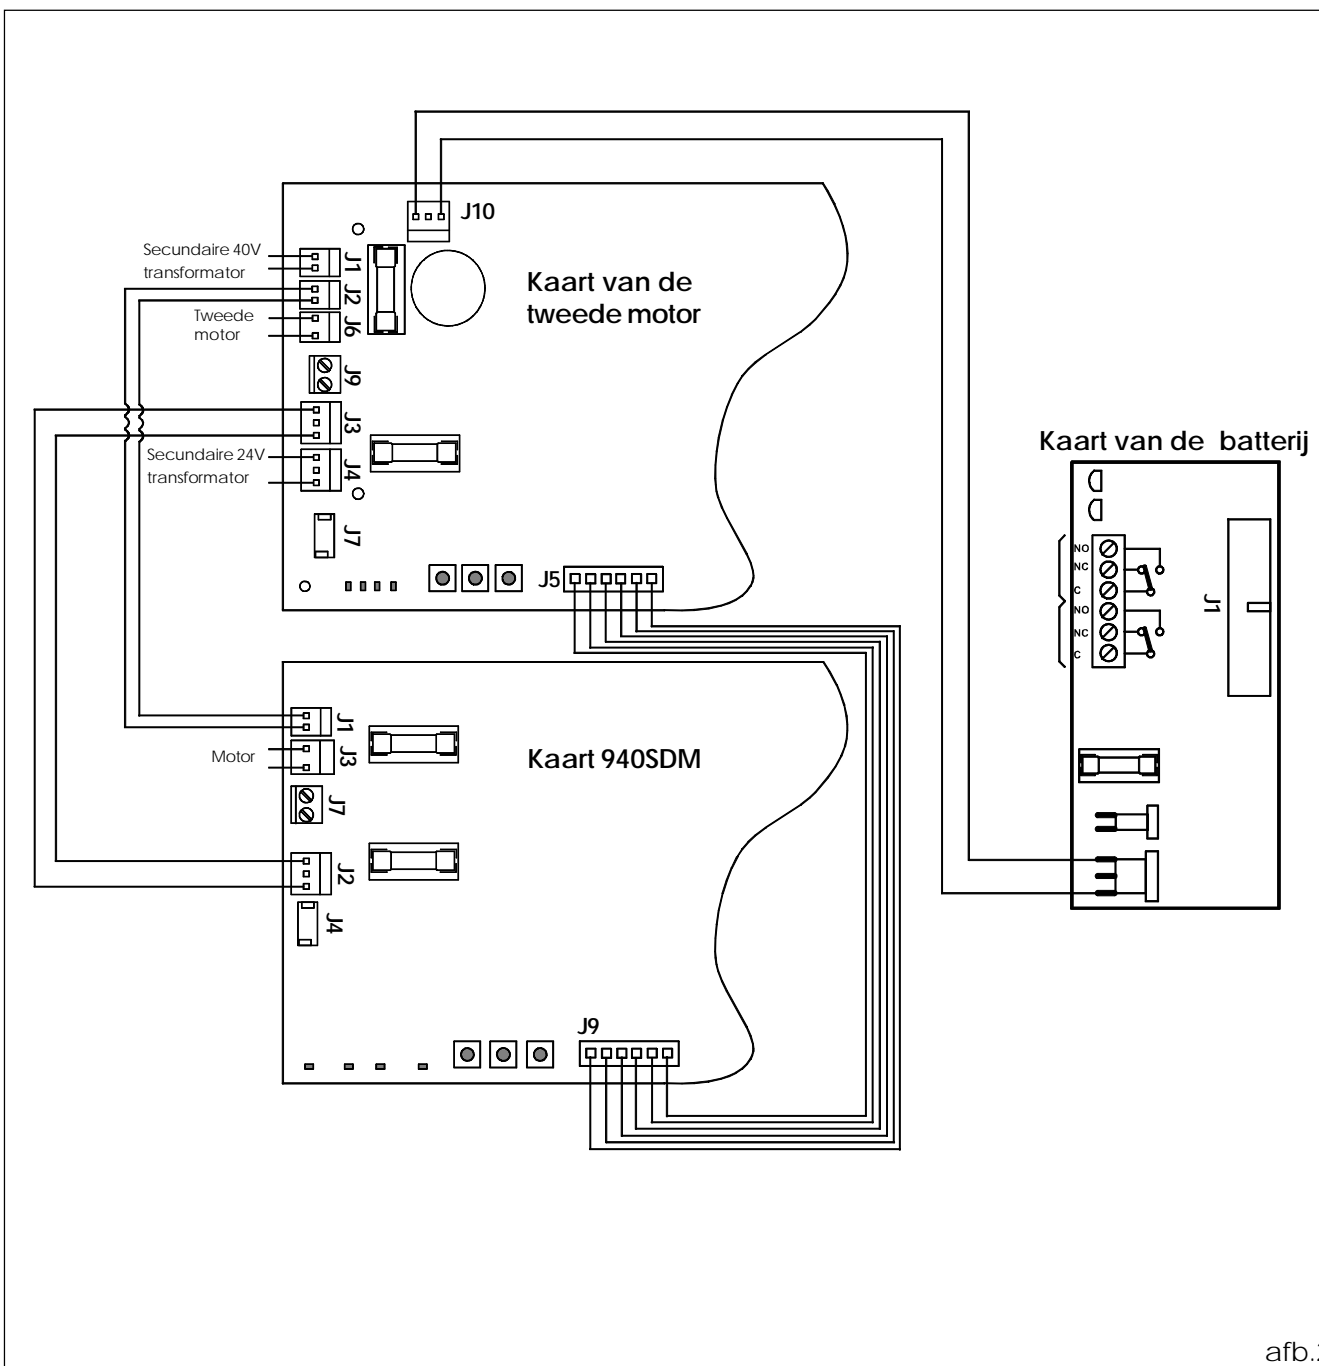 J10
Secundaire 40V
transformator
J1
J2
Tweede
motor
J6
Kaart van de
tweede motor
J9
J3
Secundaire 24V
transformator
J4
J7
J5
Kaart van de batterij
NO
NC
C
NO
NC
C
J1
J1
Motor
J3
Kaart 940SDM
J7
J2
J4
J9
afb.